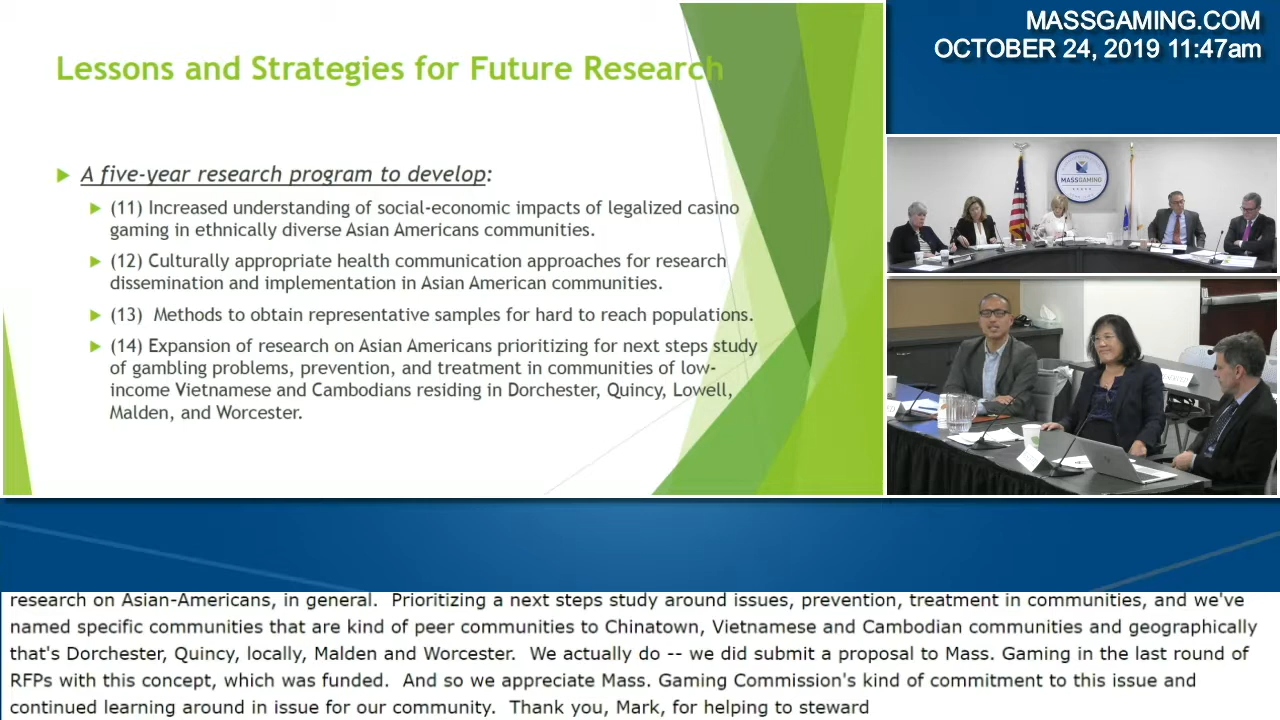 Lessons and Strategies for Future Research
A five-year research program to develop:
(11) Increased understanding of social-economic impacts of legalized casino
gaming in ethnically diverse Asian Americans communities.
(12) Culturally appropriate health communication approaches for research
dissemination and implementation in Asian American communities.
(13) Methods to obtain representative samples for hard to reach populations.
(14) Expansion of research on Asian Americans prioritizing for next steps study
of gambling problems, prevention, and treatment in communities of low-
income Vietnamese and Cambodians residing in Dorchester, Quincy, Lowell,
Malden, and Worcester.
MASSGAMING.COM
OCTOBER 24, 2019 11:47am
MASSGAMING
research on Asian-Americans, in general. Prioritizing a next steps study around issues, prevention, treatment in communities, and we've
named specific communities that are kind of peer communities to Chinatown, Vietnamese and Cambodian communities and geographically
that's Dorchester, Quincy, locally, Malden and Worcester. We actually do -- we did submit a proposal to Mass. Gaming in the last round of
RFPs with this concept, which was funded. And so we appreciate Mass. Gaming Commission's kind of commitment to this issue and
continued learning around in issue for our community. Thank you, Mark, for helping to steward